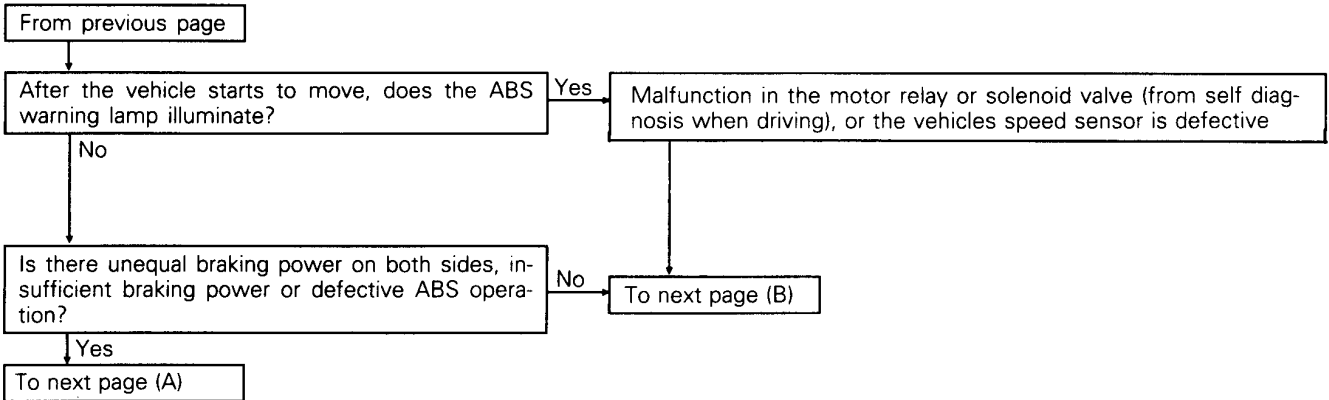 From previous page
After the vehicle starts to move, does the ABS
warning lamp illuminate?
Yes
Malfunction in the motor relay or solenoid valve (from self diag-
nosis when driving), or the vehicles speed sensor is defective
No
Is there unequal braking power on both sides, in-
sufficient braking power or defective ABS opera-
tion?
No
To next page (B)
Yes
To next page (A)